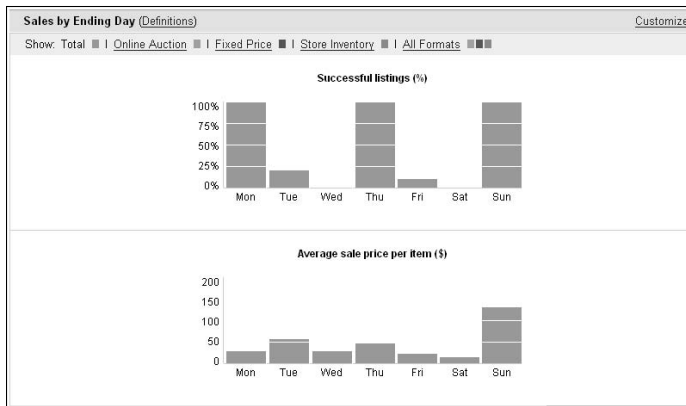 Sales by Ending Day (Definitions) Customize
Show: Total | Online Auction | Fixed Price | Store Inventory | All Formats
Successful listings (%)
100%
75%
50%
25%
0%
Mon Tue Wed Thu Fri Sat Sun
Average sale price per item ($)
200
150
100
50
0
Mon Tue Wed Thu Fri Sat Sun